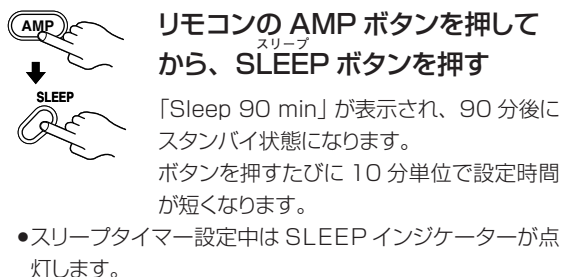 AMP
リモコンの AMP ボタンを押して
スリープ
から、SLEEP ボタンを押す
SLEEP
「Sleep 90 min」が表示され、90 分後に
スタンバイ状態になります。
ボタンを押すたびに 10 分単位で設定時間
が短くなります。
●スリープタイマー設定中は SLEEP インジケーターが点
灯します。